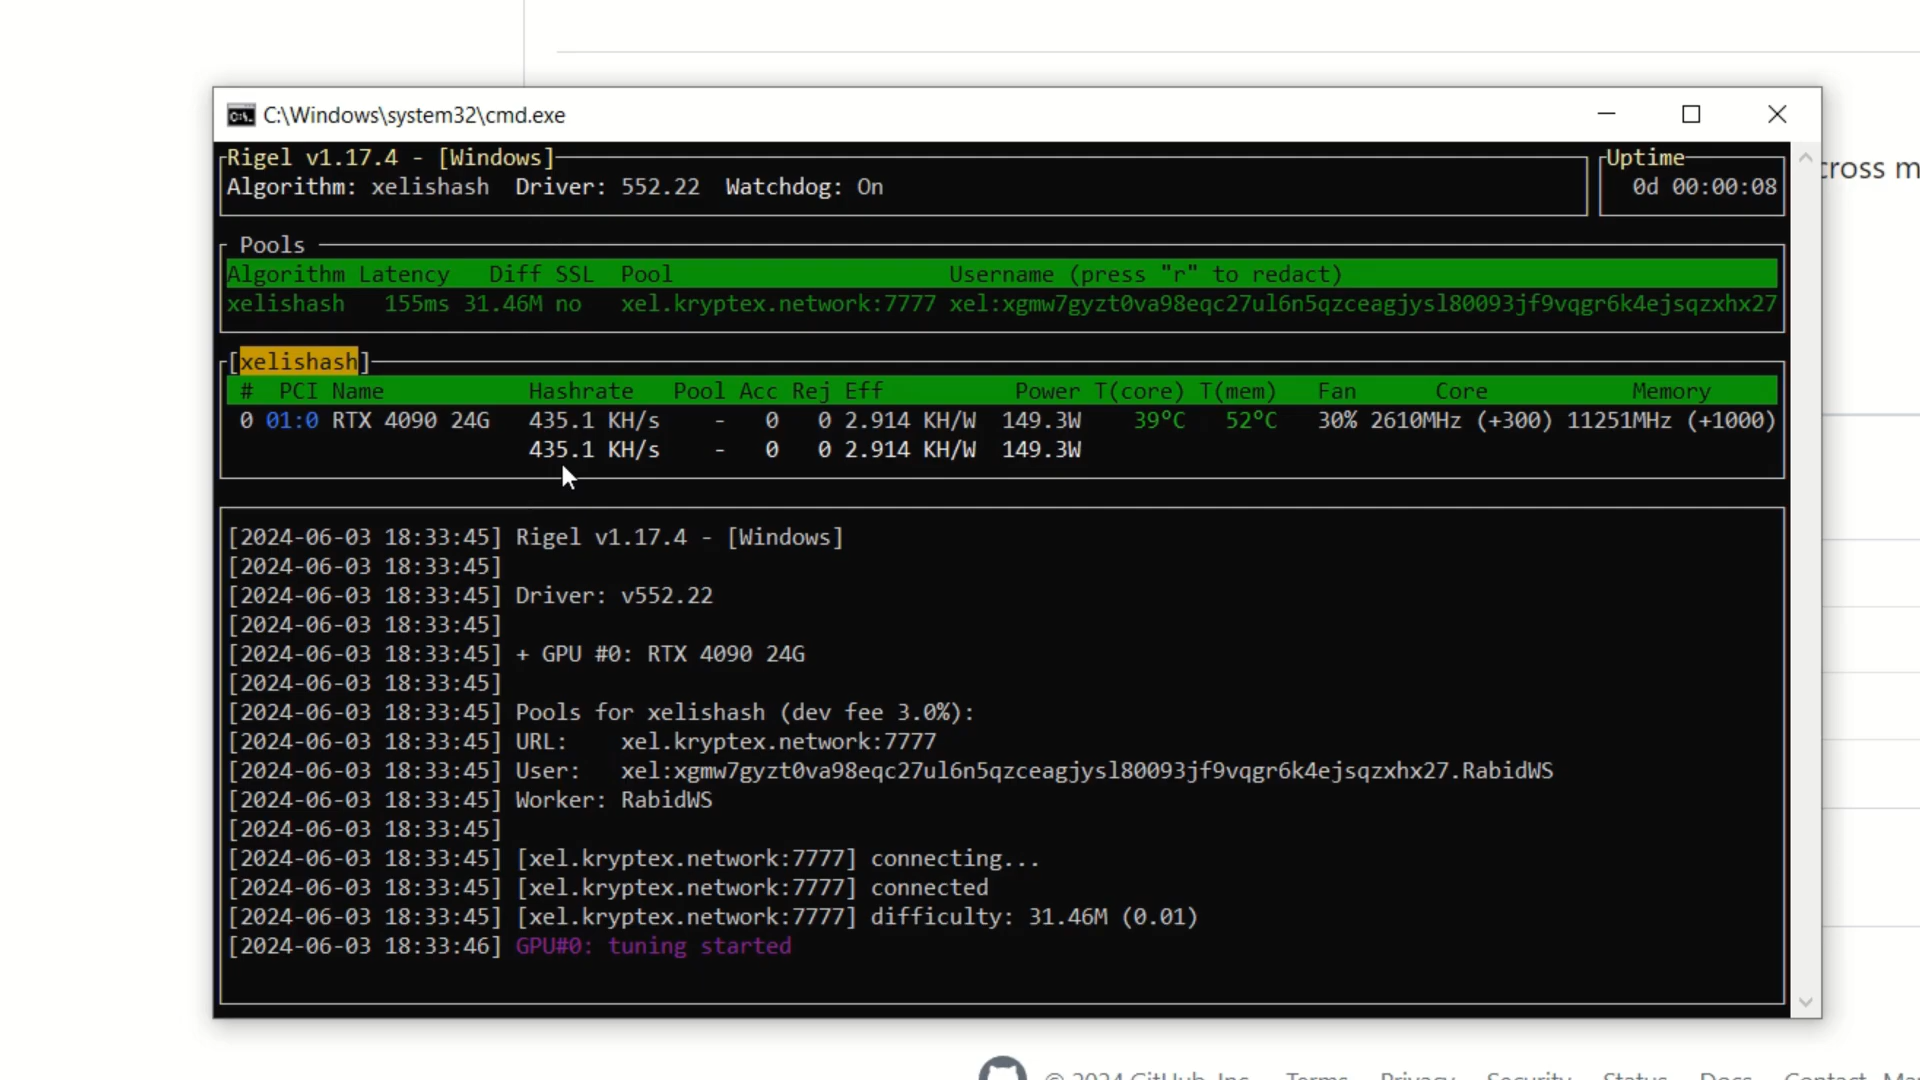 C:\Windows\system32\cmd.exe
Rigel v1.17.4 - [Windows] Uptime
Algorithm: xelishash Driver: 552.22 Watchdog: On 0d 00:00:08
cross m
Pools
Algorithm Latency Diff SSL Pool Username (press "r" to redact)
xelishash 155ms 31.46M no xel.kryptex.network:7777 xel:xgmw7gyzt0va98eqc27ul6n5qzceagjysl80093jf9vqgr6k4ejsqzxhx27
[xelishash]
# PCI Name Hashrate Pool Acc Rej Eff Power T(core) T(mem) Fan Core Memory
0 01:0 RTX 4090 24G 435.1 KH/s - 0 0 2.914 KH/W 149.3W 39°C 52°C 30% 2610MHz (+300) 11251MHz (+1000)
435.1 KH/s - 0 0 2.914 KH/W 149.3W
[2024-06-03 18:33:45] Rigel v1.17.4 - [Windows]
[2024-06-03 18:33:45]
[2024-06-03 18:33:45] Driver: v552.22
[2024-06-03 18:33:45]
[2024-06-03 18:33:45] + GPU #0: RTX 4090 24G
[2024-06-03 18:33:45]
[2024-06-03 18:33:45] Pools for xelishash (dev fee 3.0%):
[2024-06-03 18:33:45] URL: xel.kryptex.network:7777
[2024-06-03 18:33:45] User: xel:xgmw7gyzt0va98eqc27ul6n5qzceagjysl80093jf9vqgr6k4ejsqzxhx27.RabidWS
[2024-06-03 18:33:45] Worker: RabidWS
[2024-06-03 18:33:45]
[2024-06-03 18:33:45] [xel.kryptex.network:7777] connecting...
[2024-06-03 18:33:45] [xel.kryptex.network:7777] connected
[2024-06-03 18:33:45] [xel.kryptex.network:7777] difficulty: 31.46M (0.01)
[2024-06-03 18:33:46] GPU#0: tuning started
© 2024 GitHub, Inc. Terms Privacy Security Status Docs Contact